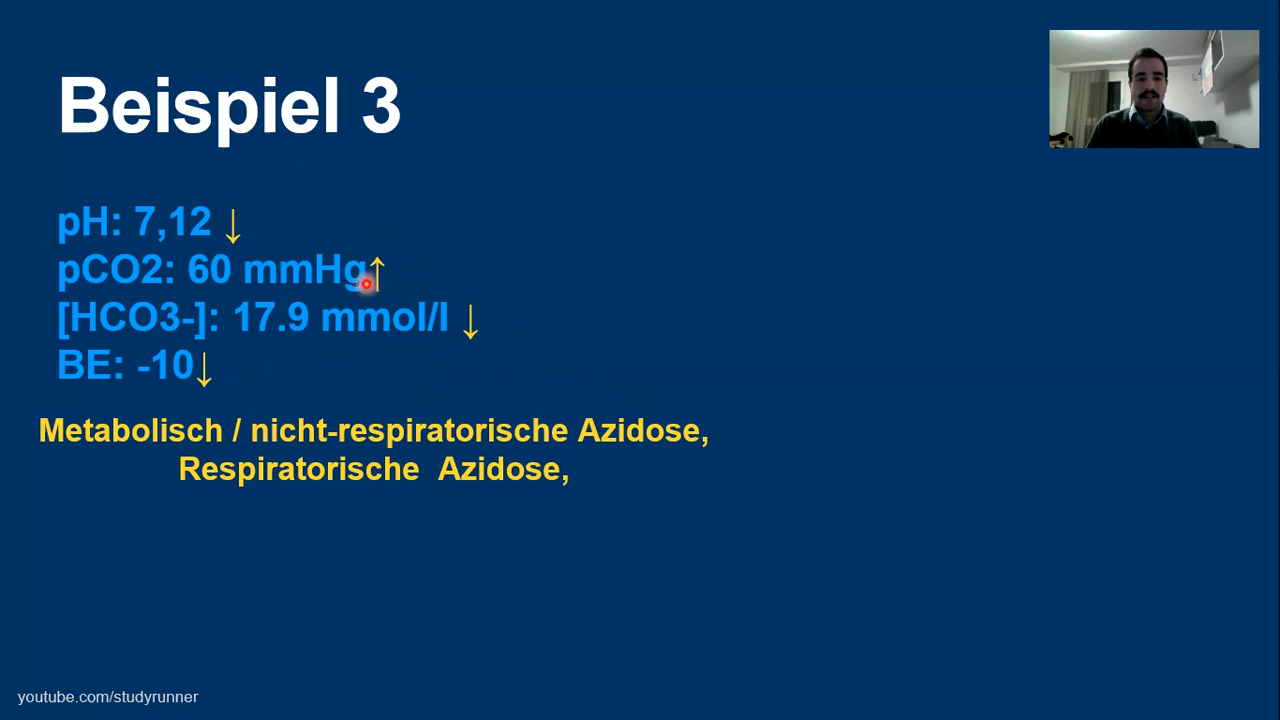 Beispiel 3
pH: 7,12 ↓
pCO2: 60 mmHg↑
[HCO3-]: 17.9 mmol/l ↓
BE: -10↓
Metabolisch / nicht-respiratorische Azidose,
Respiratorische  Azidose,
youtube.com/studyrunner